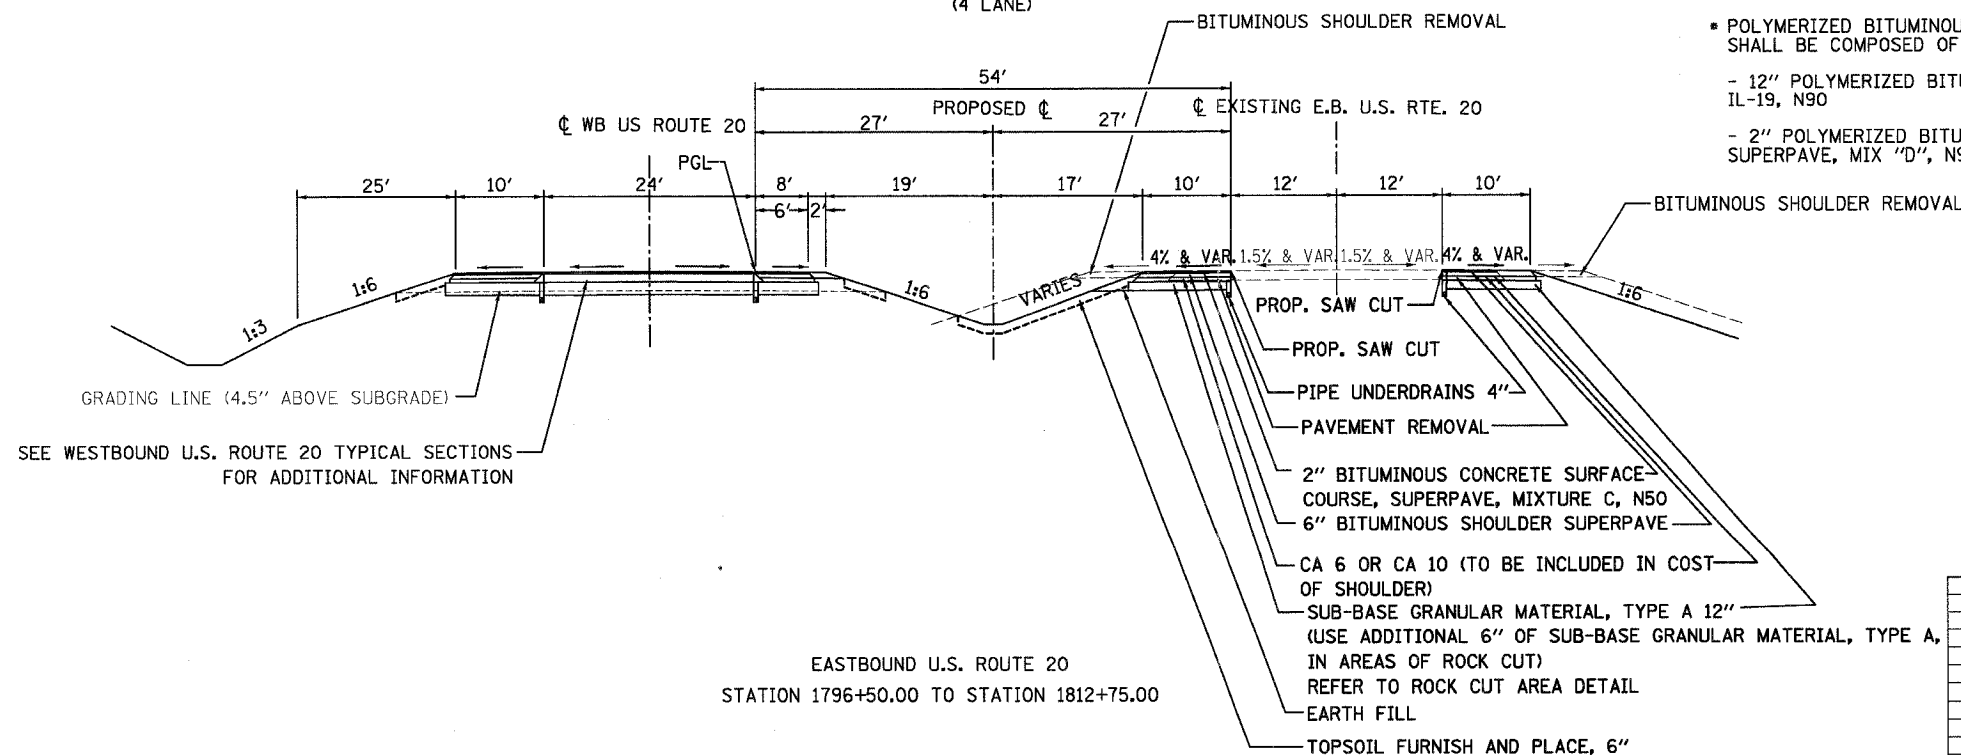 (4 LANE)
BITUMINOUS SHOULDER REMOVAL
* POLYMERIZED BITUMINOU
SHALL BE COMPOSED OF
- 12" POLYMERIZED BIT
IL-19, N90
- 2" POLYMERIZED BITU
SUPERPAVE, MIX "D", N9
54'
PROPOSED ℄
℄ EXISTING E.B. U.S. RTE. 20
℄ WB US ROUTE 20
27'
27'
PGL
25'
10'
24'
8'
19'
17'
10'
12'
12'
10'
6'
2'
BITUMINOUS SHOULDER REMOVAL
4% & VAR.
1.5% & VAR.
1.5% & VAR.
4% & VAR.
1:6
1:3
1:6
VARIES
1:6
PROP. SAW CUT
PROP. SAW CUT
PIPE UNDERDRAINS 4"
GRADING LINE (4.5" ABOVE SUBGRADE)
PAVEMENT REMOVAL
SEE WESTBOUND U.S. ROUTE 20 TYPICAL SECTIONS
FOR ADDITIONAL INFORMATION
2" BITUMINOUS CONCRETE SURFACE
COURSE, SUPERPAVE, MIXTURE C, N50
6" BITUMINOUS SHOULDER SUPERPAVE
CA 6 OR CA 10 (TO BE INCLUDED IN COST
OF SHOULDER)
SUB-BASE GRANULAR MATERIAL, TYPE A 12"
(USE ADDITIONAL 6" OF SUB-BASE GRANULAR MATERIAL, TYPE A,
IN AREAS OF ROCK CUT)
REFER TO ROCK CUT AREA DETAIL
EARTH FILL
TOPSOIL FURNISH AND PLACE, 6"
EASTBOUND U.S. ROUTE 20
STATION 1796+50.00 TO STATION 1812+75.00